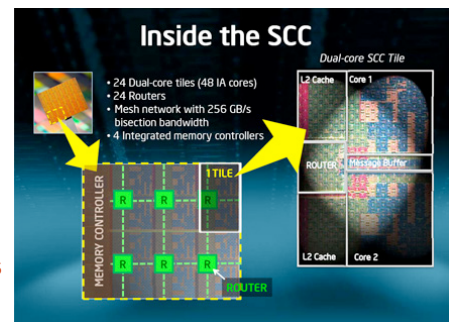 Inside the SCC
Dual-core SCC Tile
• 24 Dual-core tiles (48 IA cores)
• 24 Routers
• Mesh network with 256 GB/s
bisection bandwidth
• 4 Integrated memory controllers
L2 Cache
Core 1
ROUTER
Message Buffer
L2 Cache
Core 2
MEMORY CONTROLLER
1 TILE
R
R
R
R
R
R
ROUTER